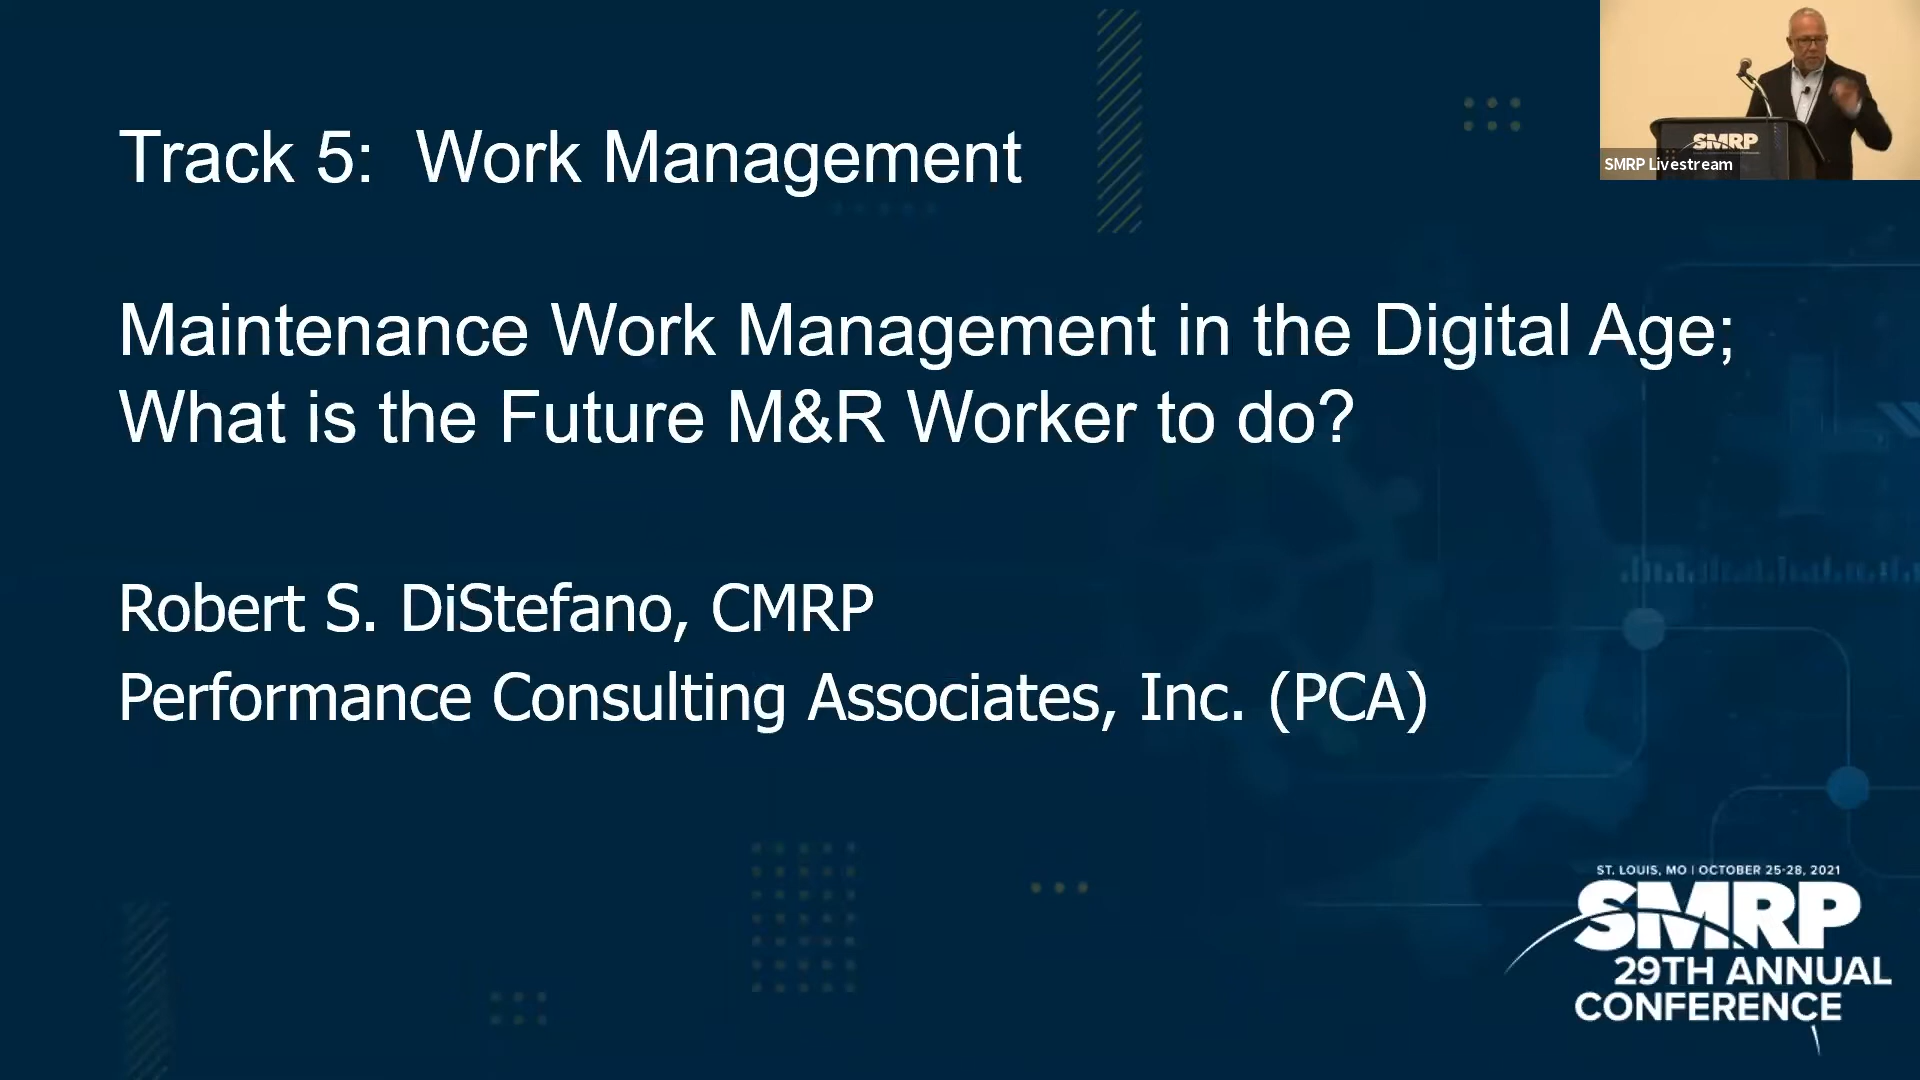 Track 5: Work Management
Maintenance Work Management in the Digital Age;
What is the Future M&R Worker to do?
Robert S. DiStefano, CMRP
Performance Consulting Associates, Inc. (PCA)
SMRP
SMRP Livestream
ST. LOUIS, MO | OCTOBER 25-28, 2021
SMRP
29TH ANNUAL
CONFERENCE